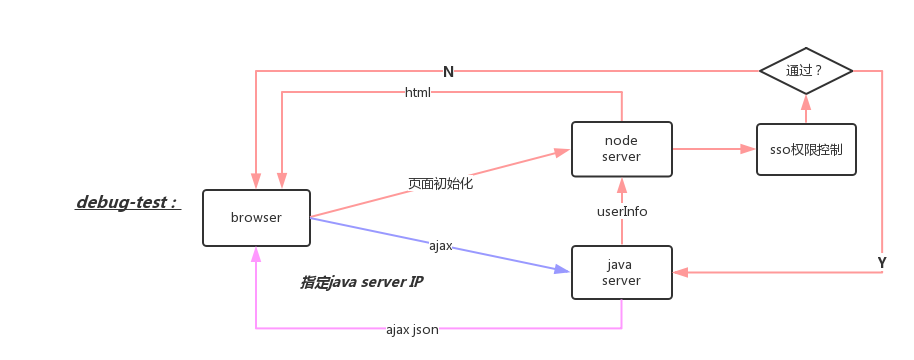 通过？
N
html
node
server
sso权限控制
页面初始化
debug-test：
browser
userInfo
ajax
java
server
Y
指定java server IP
ajax json